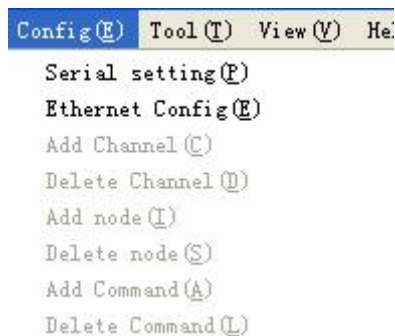 Config(E) Tool(T) View(V) Hel
Serial setting(P)
Ethernet Config(E)
Add Channel(C)
Delete Channel(D)
Add node(I)
Delete node(S)
Add Command(A)
Delete Command(L)